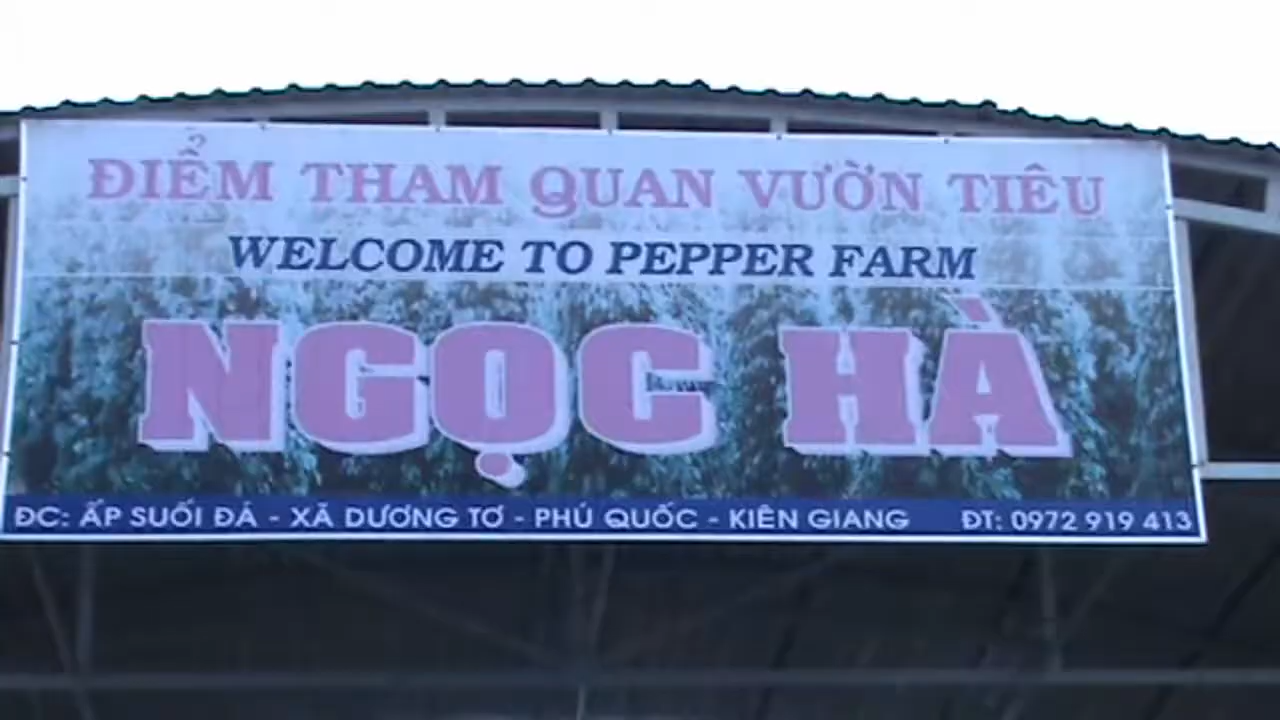 ĐIỂM THAM QUAN VƯỜN TIÊU
WELCOME TO PEPPER FARM
NGỌC HÀ
ĐC: ẤP SUỐI ĐÁ - XÃ DƯƠNG TƠ - PHÚ QUỐC - KIÊN GIANG ĐT: 0972 919 413